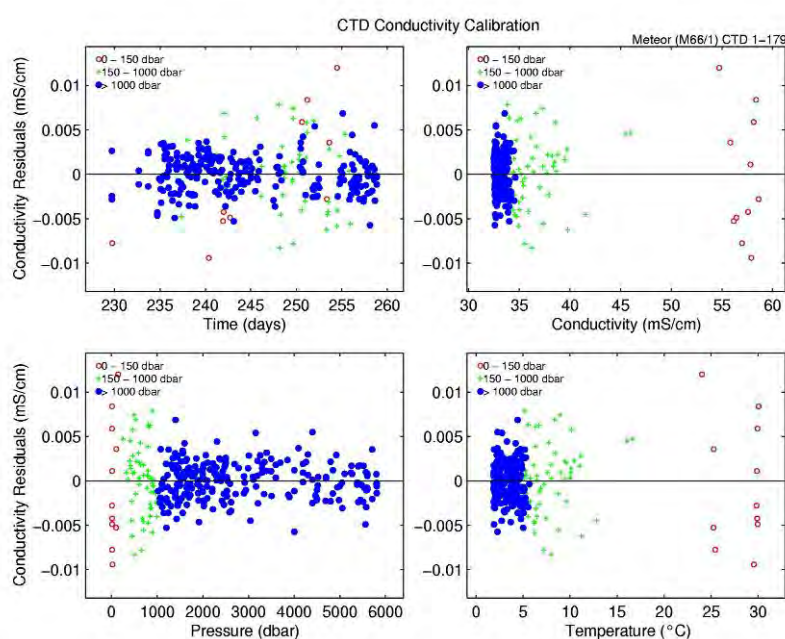 CTD Conductivity Calibration
Meteor (M66/1) CTD 1−179
0 − 150 dbar
150 − 1000 dbar
> 1000 dbar
0.01
0.005
0
−0.005
−0.01
Conductivity Residuals (mS/cm)
230 235 240 245 250 255 260
Time (days)
0 − 150 dbar
150 − 1000 dbar
> 1000 dbar
0.01
0.005
0
−0.005
−0.01
30 35 40 45 50 55 60
Conductivity (mS/cm)
0 − 150 dbar
150 − 1000 dbar
> 1000 dbar
0.01
0.005
0
−0.005
−0.01
Conductivity Residuals (mS/cm)
0 1000 2000 3000 4000 5000 6000
Pressure (dbar)
0 − 150 dbar
150 − 1000 dbar
> 1000 dbar
0.01
0.005
0
−0.005
−0.01
0 5 10 15 20 25 30
Temperature (°C)